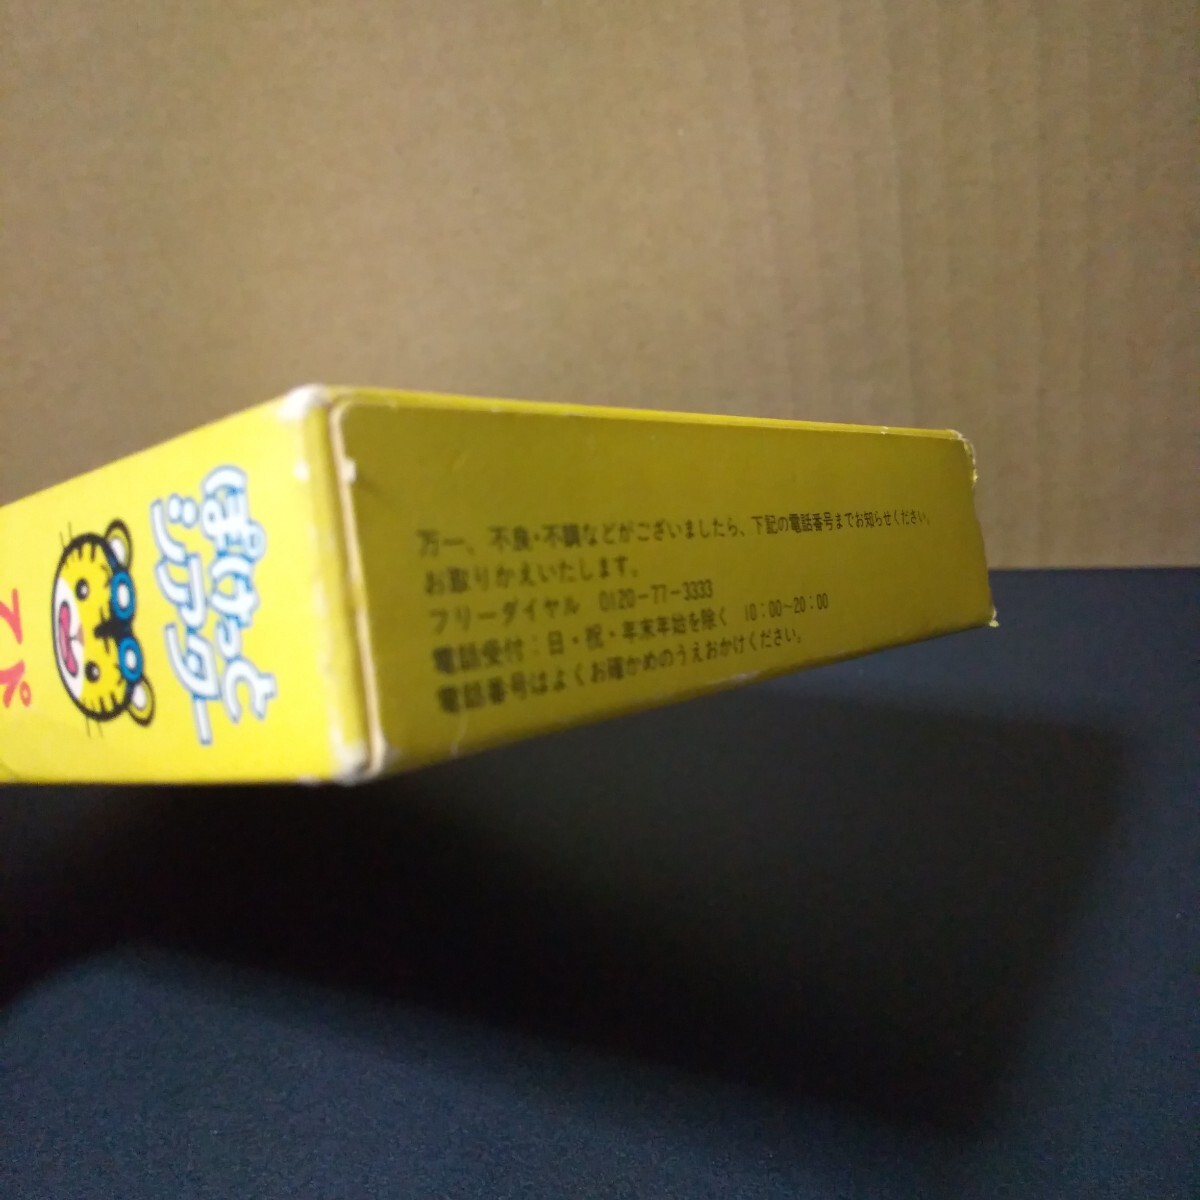 ぽけっと
シアター
万一、不良・不調などがございましたら、下記の電話番号までお知らせください。
お取りかえいたします。
フリーダイヤル 0120-77-3333
電話受付：日・祝・年末年始を除く 10：00～20：00
電話番号はよくお確かめのうえおかけください。